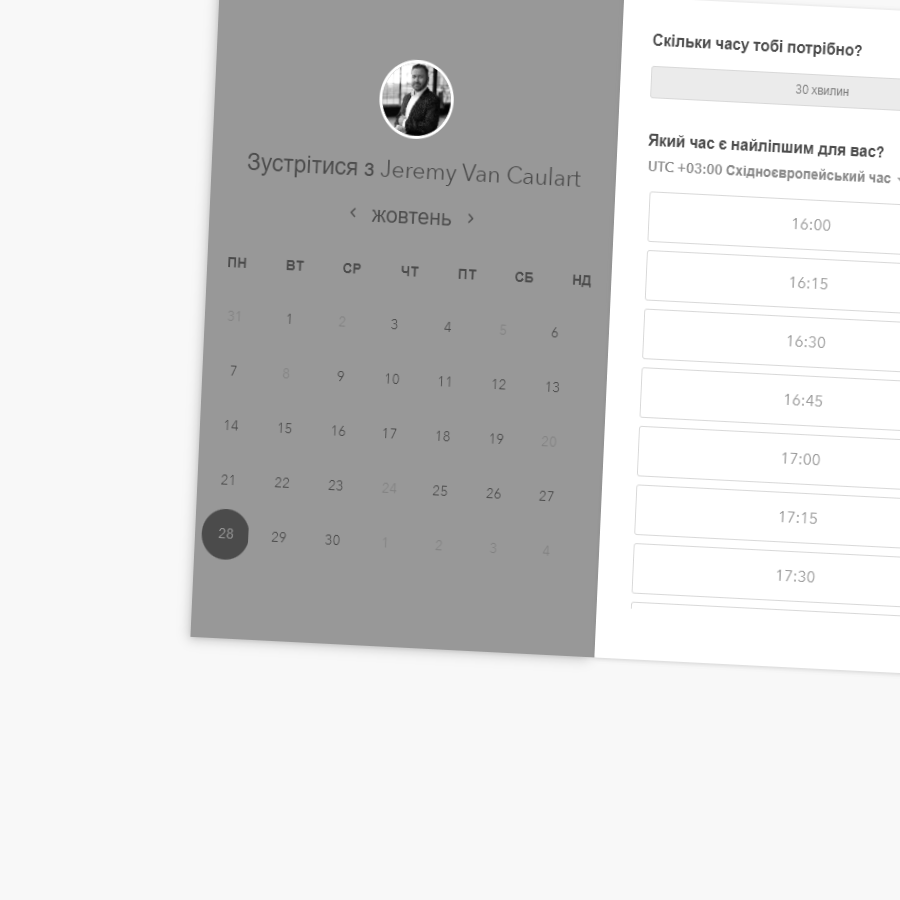 Зустрітися з Jeremy Van Caulart
‹ жовтень ›
ПН ВТ СР ЧТ ПТ СБ НД
31 1 2 3 4 5 6
7 8 9 10 11 12 13
14 15 16 17 18 19 20
21 22 23 24 25 26 27
28 29 30 1 2 3 4
Скільки часу тобі потрібно?
30 хвилин
Який час є найліпшим для вас?
UTC +03:00 Східноєвропейський час
16:00
16:15
16:30
16:45
17:00
17:15
17:30